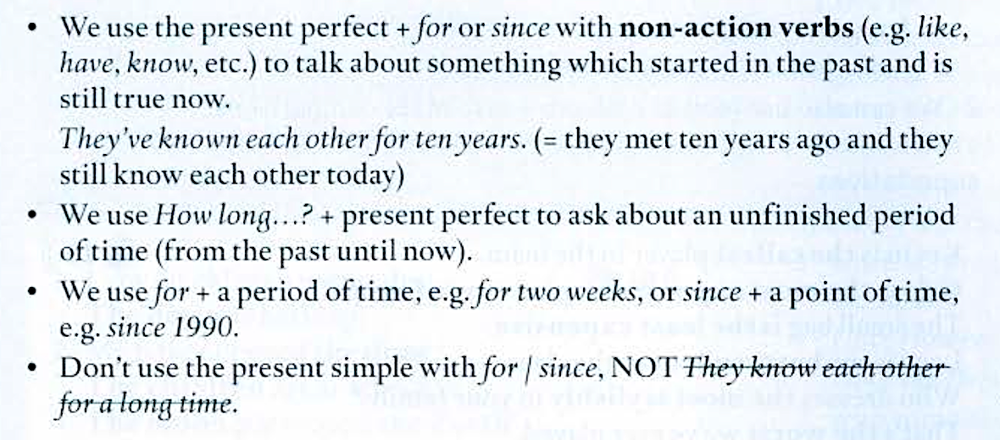 • We use the present perfect + for or since with non-action verbs (e.g. like,
have, know, etc.) to talk about something which started in the past and is
still true now.
They've known each other for ten years. (= they met ten years ago and they
still know each other today)
• We use How long...? + present perfect to ask about an unfinished period
of time (from the past until now).
• We use for + a period of time, e.g. for two weeks, or since + a point of time,
e.g. since 1990.
• Don't use the present simple with for / since, NOT They know each other
for a long time.